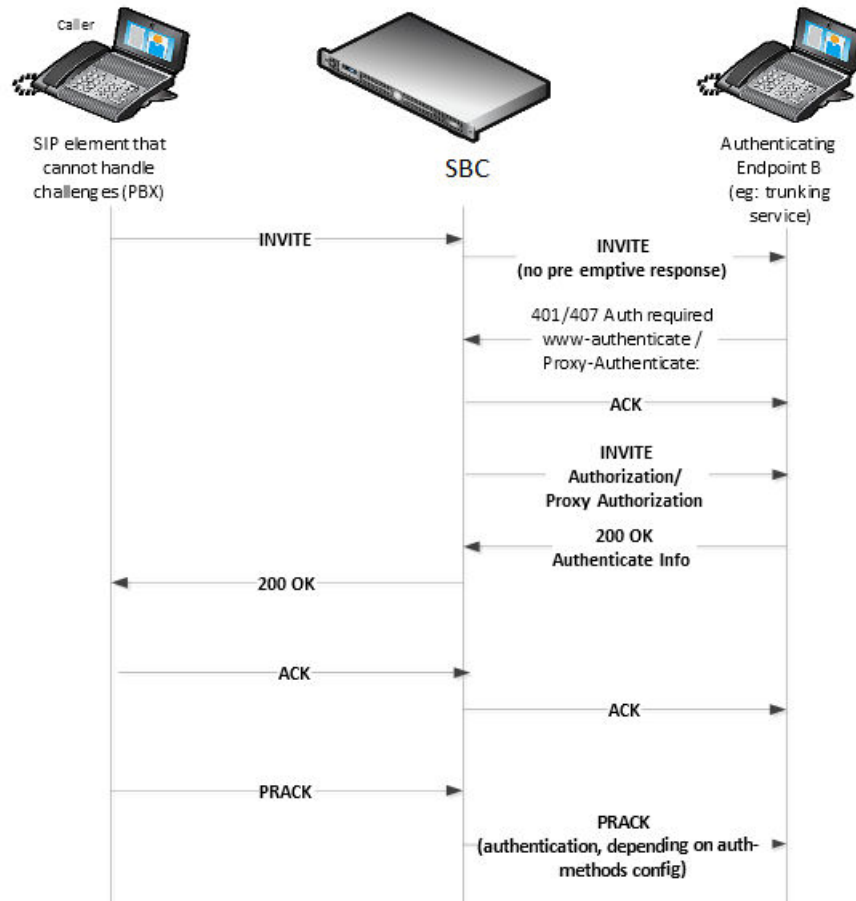 Caller
SIP element that
cannot handle
challenges (PBX)
SBC
Authenticating
Endpoint B
(eg: trunking
service)
INVITE
INVITE
(no pre emptive response)
401/407 Auth required
www-authenticate /
Proxy-Authenticate:
ACK
INVITE
Authorization/
Proxy Authorization
200 OK
Authenticate Info
200 OK
ACK
ACK
PRACK
PRACK
(authentication, depending on auth-
methods config)